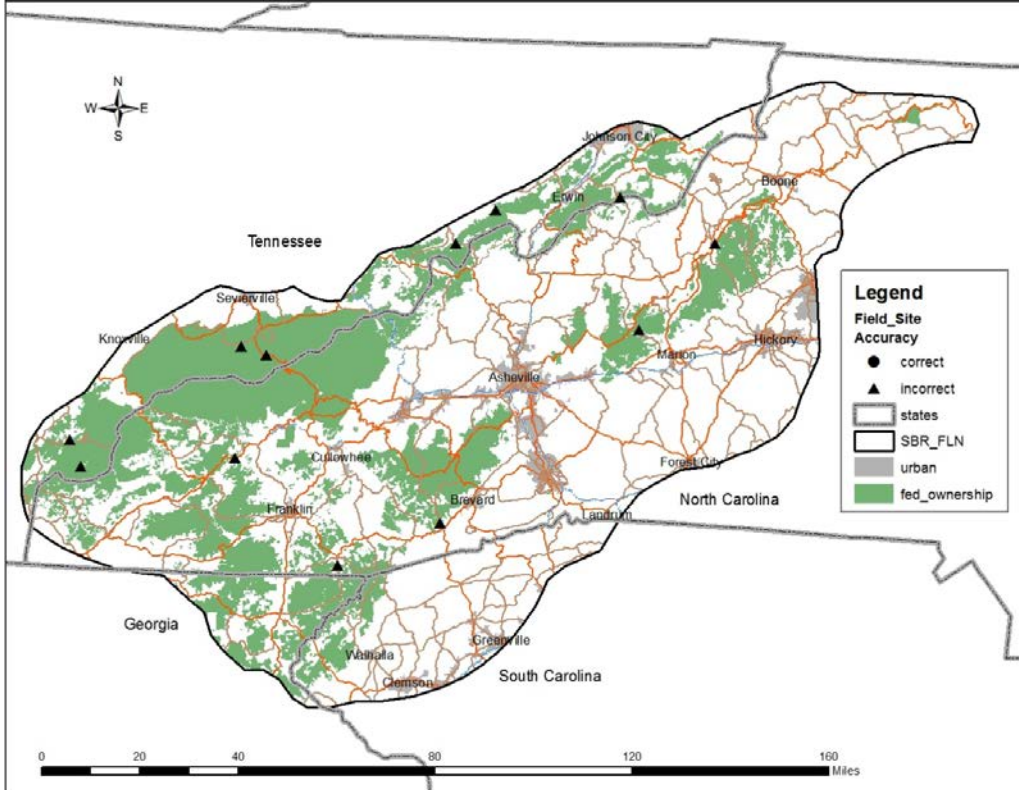 N
W E
S
Johnson City
Erwin
Boone
Tennessee
Sevierville
Knoxville
Hickory
Marion
Asheville
Cullowhee
Forest City
Brevard
North Carolina
Franklin
Landrum
Georgia
Greenville
Walhalla
South Carolina
Clemson
Legend
Field_Site
Accuracy
correct
incorrect
states
SBR_FLN
urban
fed_ownership
0 20 40 80 120 160
Miles